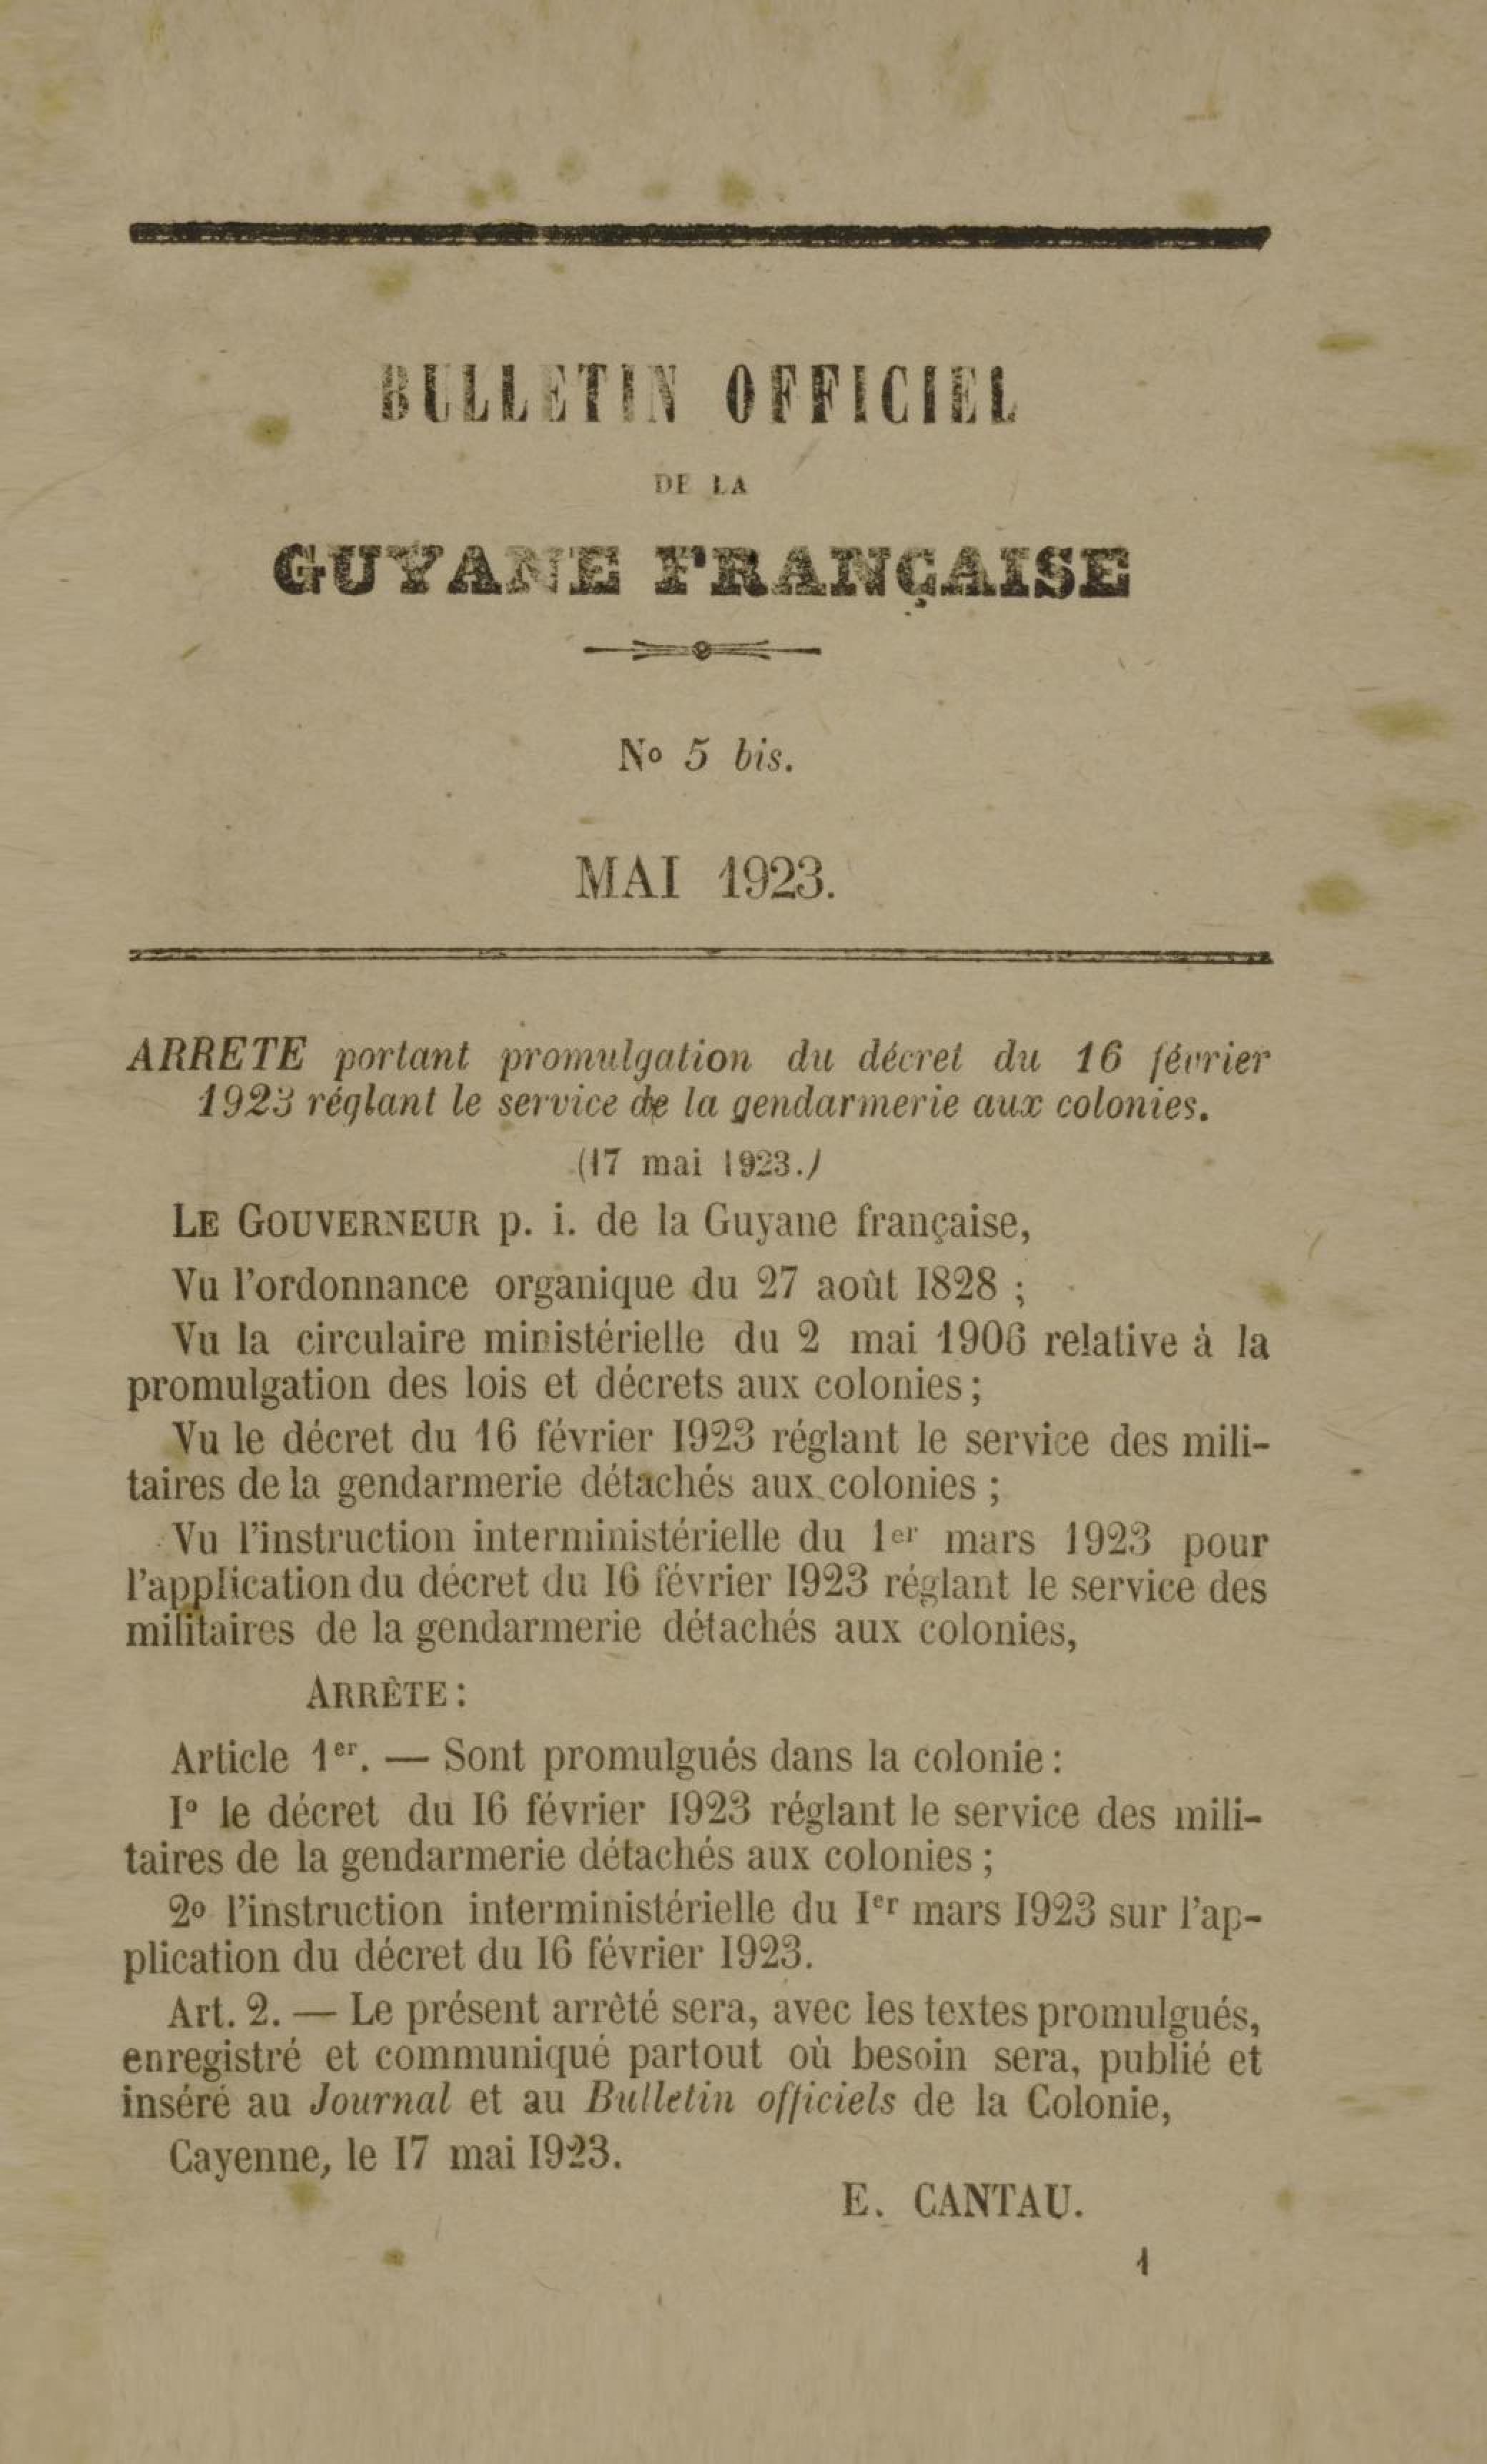 BULLETIN OFFICIEL
DE LA
GUYANE FRANÇAISE
No 5 bis.
MAI 1923.
ARRETE portant promulgation du décret du 16 février
1923 réglant le service de la gendarmerie aux colonies.
(17 mai 1923.)
LE GOUVERNEUR p. i. de la Guyane française,
Vu l'ordonnance organique du 27 août 1828 ;
Vu la circulaire ministérielle du 2 mai 1906 relative à la
promulgation des lois et décrets aux colonies ;
Vu le décret du 16 février 1923 réglant le service des mili-
taires de la gendarmerie détachés aux colonies ;
Vu l'instruction interministérielle du 1er mars 1923 pour
l'application du décret du 16 février 1923 réglant le service des
militaires de la gendarmerie détachés aux colonies,
ARRÊTE :
Article 1er. — Sont promulgués dans la colonie :
1° le décret du 16 février 1923 réglant le service des mili-
taires de la gendarmerie détachés aux colonies ;
2o l'instruction interministérielle du 1er mars 1923 sur l'ap-
plication du décret du 16 février 1923.
Art. 2. — Le présent arrêté sera, avec les textes promulgués,
enregistré et communiqué partout où besoin sera, publié et
inséré au Journal et au Bulletin officiels de la Colonie,
Cayenne, le 17 mai 1923.
E. CANTAU.
1